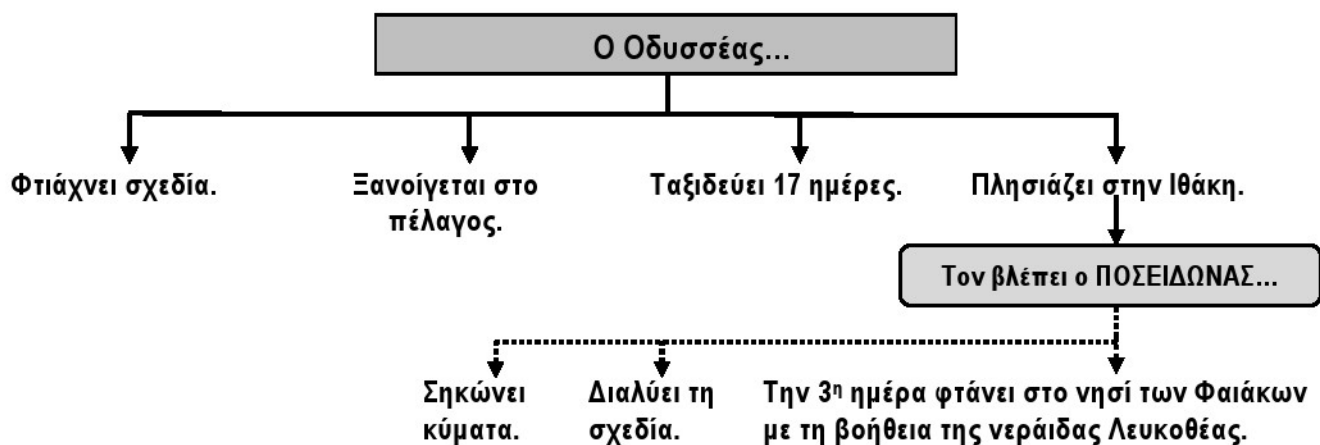 Ο Οδυσσέας...
Φτιάχνει σχεδία.
Ξανοίγεται στο
πέλαγος.
Ταξιδεύει 17 ημέρες.
Πλησιάζει στην Ιθάκη.
Τον βλέπει ο ΠΟΣΕΙΔΩΝΑΣ...
Σηκώνει
κύματα.
Διαλύει τη
σχεδία.
Την 3η ημέρα φτάνει στο νησί των Φαιάκων
με τη βοήθεια της νεράιδας Λευκοθέας.